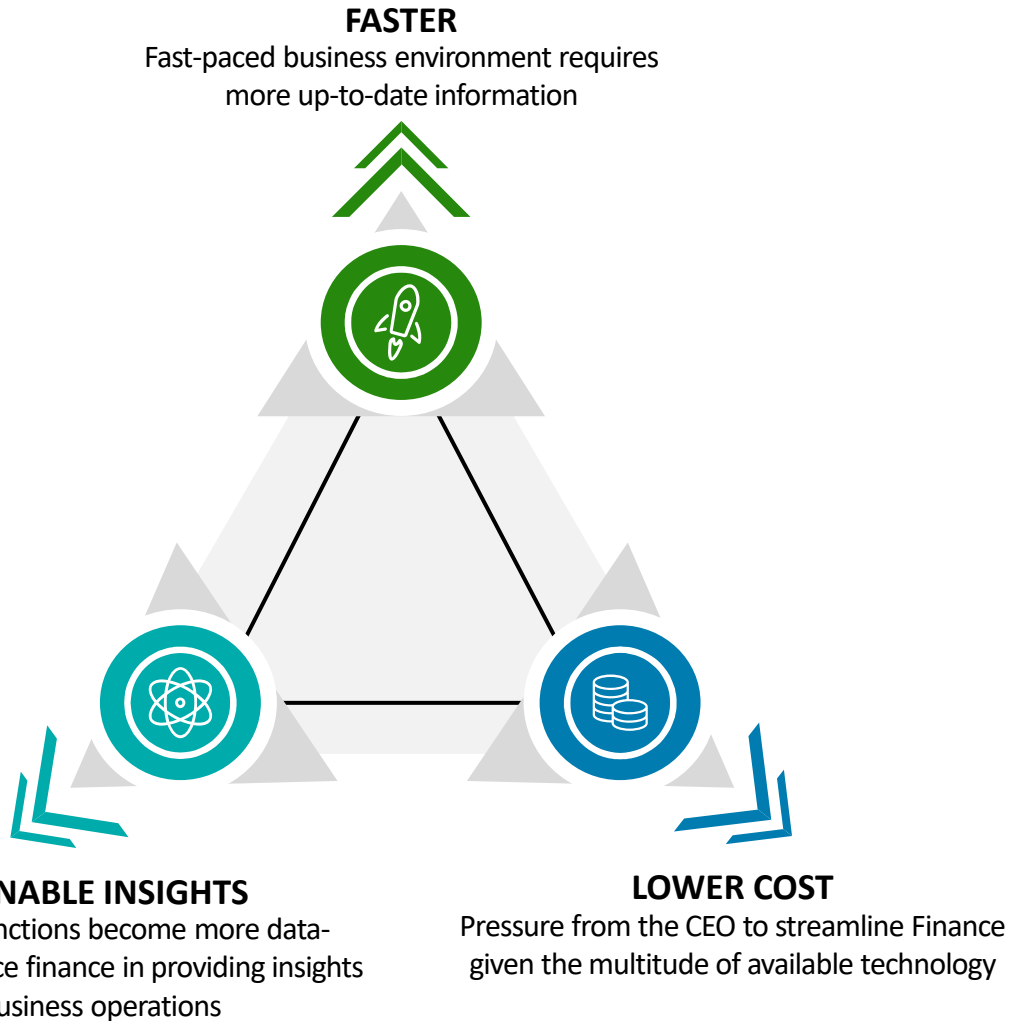 FASTER
Fast-paced business environment requires
more up-to-date information
NABLE INSIGHTS
nctions become more data-
ce finance in providing insights
usiness operations
LOWER COST
Pressure from the CEO to streamline Finance
given the multitude of available technology